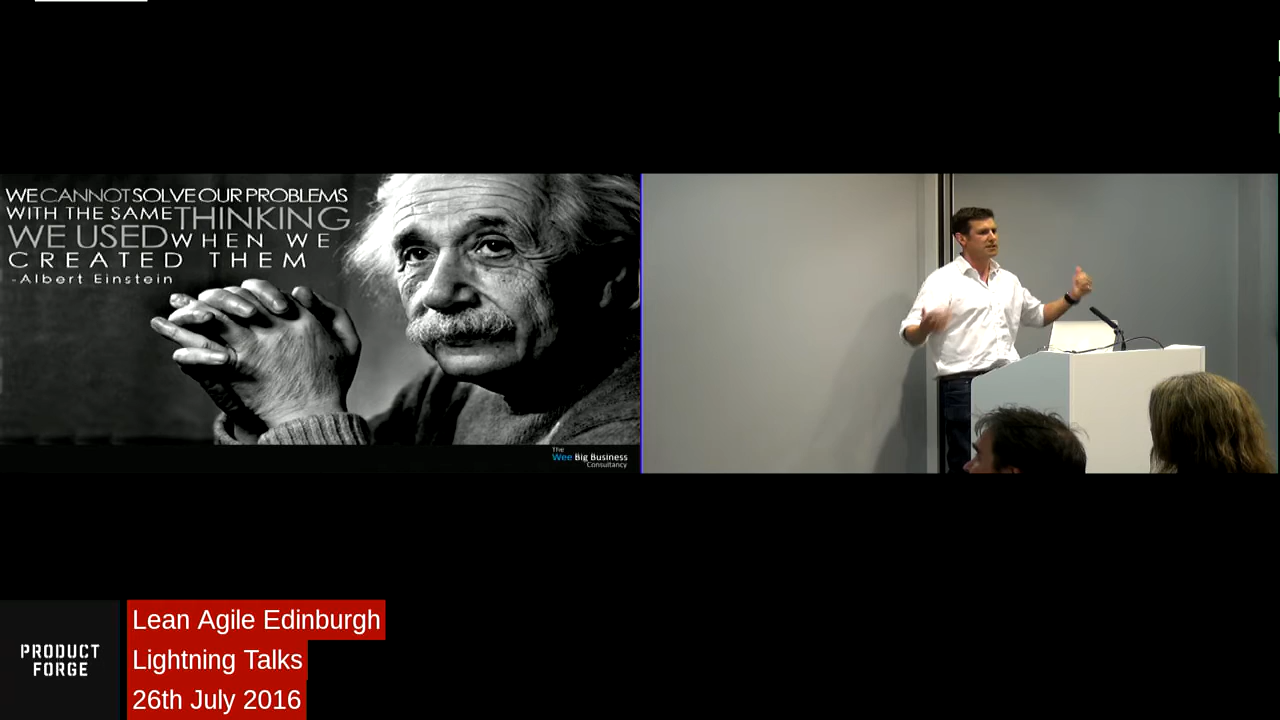 WE CANNOT SOLVE OUR PROBLEMS
WITH THE SAME THINKING
WE USED WHEN WE
CREATED THEM
-Albert Einstein
The
Wee Big Business
Consultancy
PRODUCT
FORGE
Lean Agile Edinburgh
Lightning Talks
26th July 2016